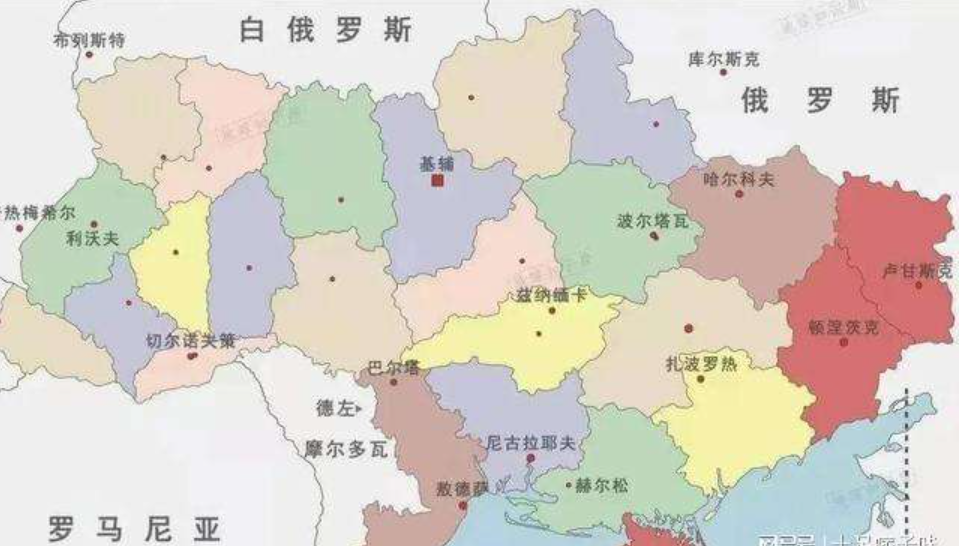 布列斯特
白俄罗斯
库尔斯克
俄罗斯
基辅
哈尔科夫
热梅希尔
利沃夫
波尔塔瓦
卢甘斯克
兹纳缅卡
顿涅茨克
切尔诺夫策
巴尔塔
扎波罗热
德左
摩尔多瓦
尼古拉耶夫
敖德萨
赫尔松
罗马尼亚